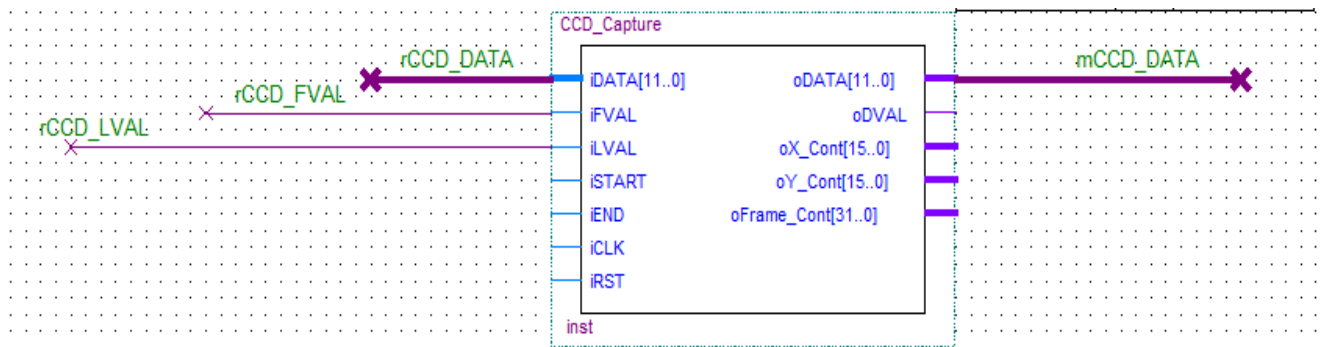 CCD_Capture
rCCD_DATA
mCCD_DATA
iDATA[11..0] oDATA[11..0]
rCCD_FVAL
iFVAL oDVAL
rCCD_LVAL
iLVAL oX_Cont[15..0]
iSTART oY_Cont[15..0]
iEND oFrame_Cont[31..0]
iCLK
iRST
inst